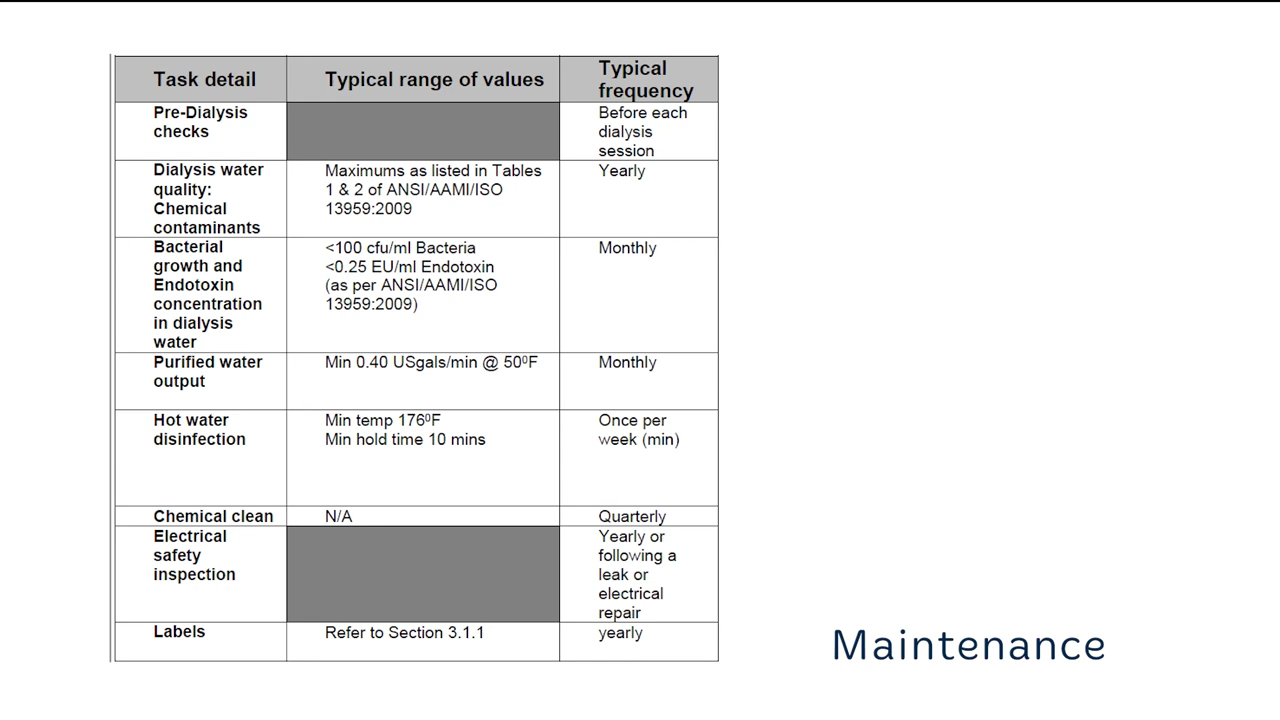 Task detail
Typical range of values
Typical
frequency
Pre-Dialysis
checks
Before each
dialysis
session
Dialysis water
quality:
Chemical
contaminants
Maximums as listed in Tables
1 & 2 of ANSI/AAMI/ISO
13959:2009
Yearly
Bacterial
growth and
Endotoxin
concentration
in dialysis
water
<100 cfu/ml Bacteria
<0.25 EU/ml Endotoxin
(as per ANSI/AAMI/ISO
13959:2009)
Monthly
Purified water
output
Min 0.40 USgals/min @ 50⁰F
Monthly
Hot water
disinfection
Min temp 176⁰F
Min hold time 10 mins
Once per
week (min)
Chemical clean
N/A
Quarterly
Electrical
safety
inspection
Yearly or
following a
leak or
electrical
repair
Labels
Refer to Section 3.1.1
yearly
Maintenance